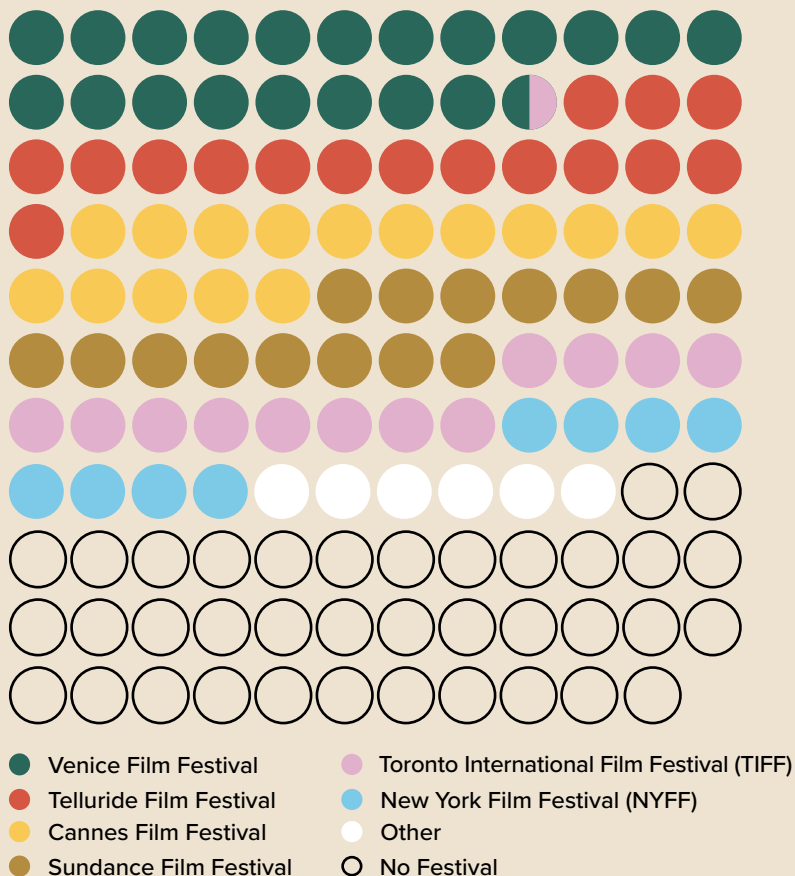 Venice Film Festival
Telluride Film Festival
Cannes Film Festival
Sundance Film Festival
Toronto International Film Festival (TIFF)
New York Film Festival (NYFF)
Other
No Festival